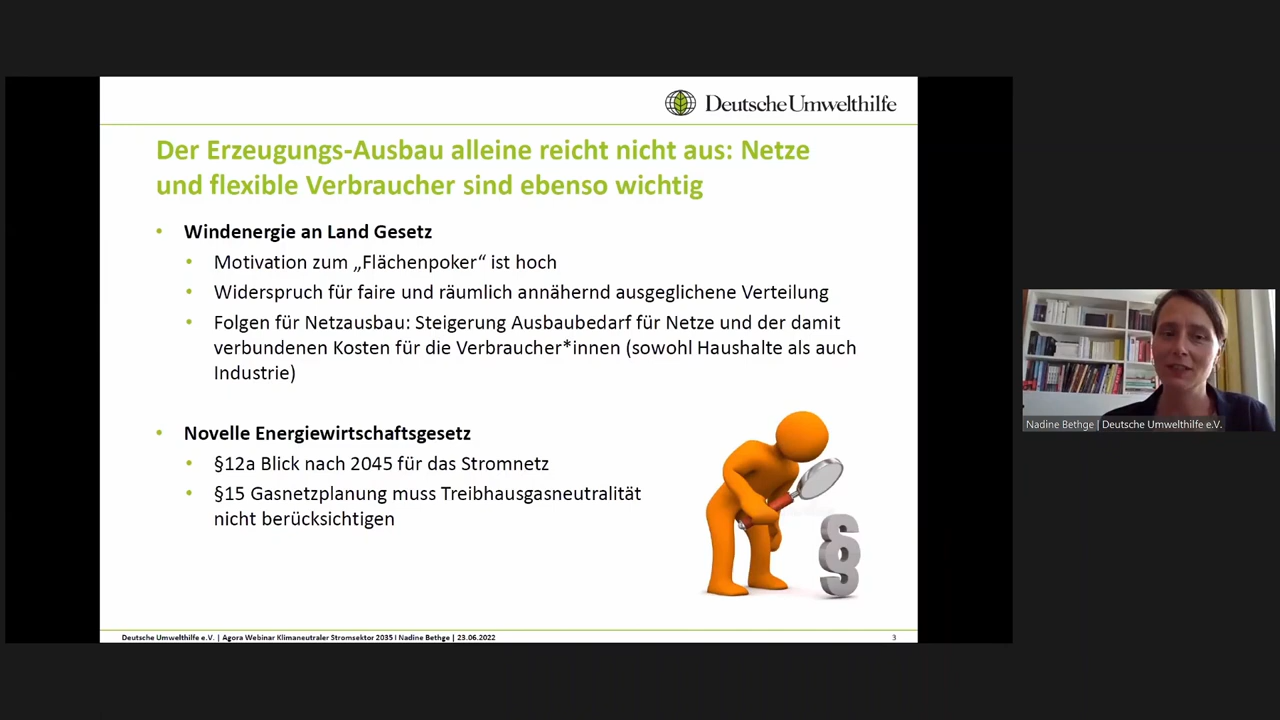 Deutsche Umwelthilfe
Der Erzeugungs-Ausbau alleine reicht nicht aus: Netze
und flexible Verbraucher sind ebenso wichtig
• Windenergie an Land Gesetz
• Motivation zum „Flächenpoker“ ist hoch
• Widerspruch für faire und räumlich annähernd ausgeglichene Verteilung
• Folgen für Netzausbau: Steigerung Ausbaubedarf für Netze und der damit
verbundenen Kosten für die Verbraucher*innen (sowohl Haushalte als auch
Industrie)
• Novelle Energiewirtschaftsgesetz
• §12a Blick nach 2045 für das Stromnetz
• §15 Gasnetzplanung muss Treibhausgasneutralität
nicht berücksichtigen
§
Deutsche Umwelthilfe e.V. | Agora Webinar Klimaneutraler Stromsektor 2035 I Nadine Bethge | 23.06.2022
3
Nadine Bethge | Deutsche Umwelthilfe e.V.